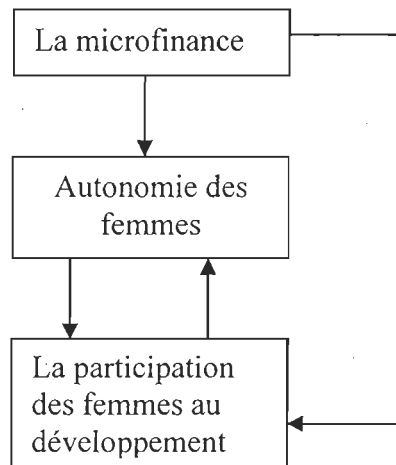 La microfinance
Autonomie des
femmes
La participation
des femmes au
développement